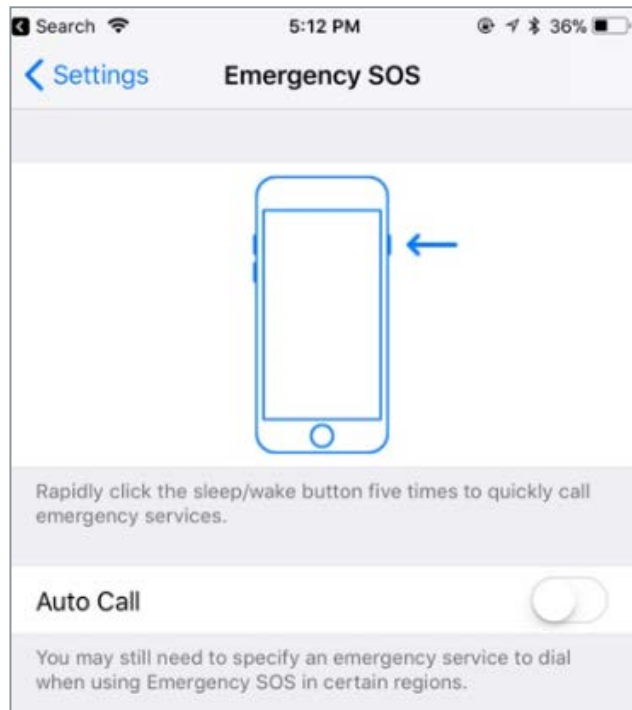 Search 5:12 PM 36%
Settings Emergency SOS
Rapidly click the sleep/wake button five times to quickly call
emergency services.
Auto Call
You may still need to specify an emergency service to dial
when using Emergency SOS in certain regions.